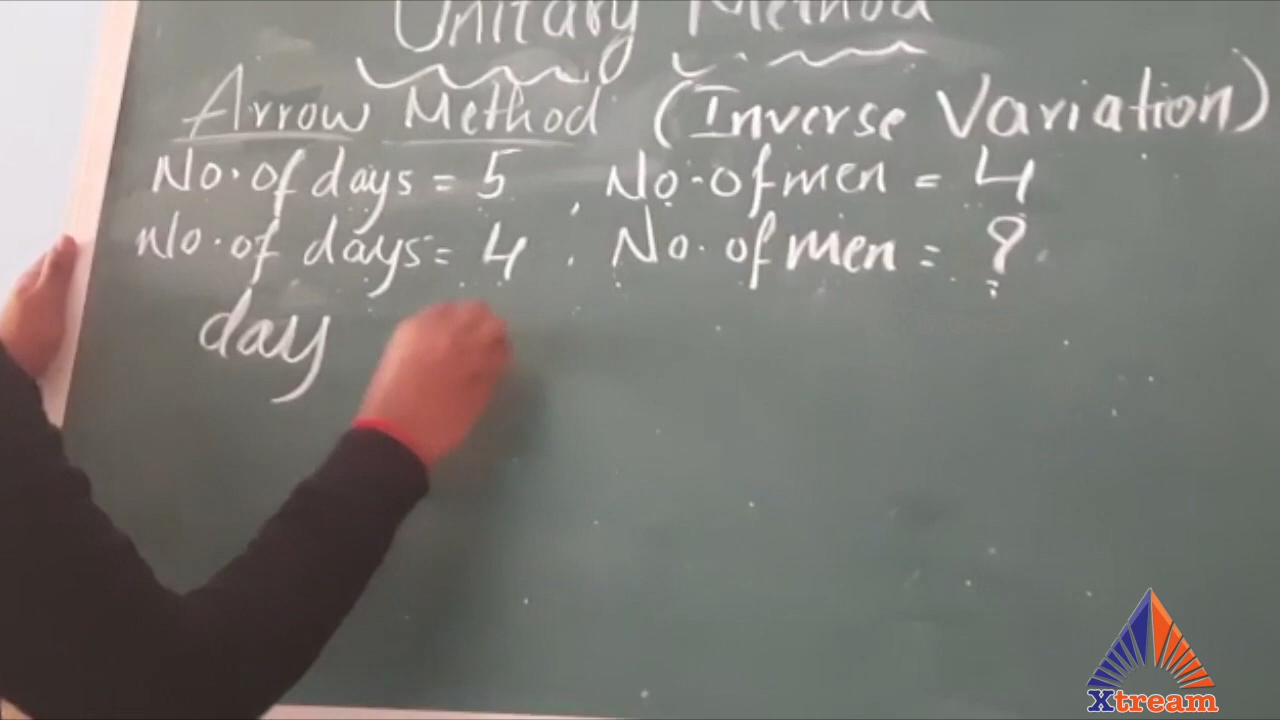 Unitary Method
Arrow Method (Inverse Variation)
No. of days = 5 , No. of men = 4
No. of days = 4 . No. of men = ?
day
Xtream